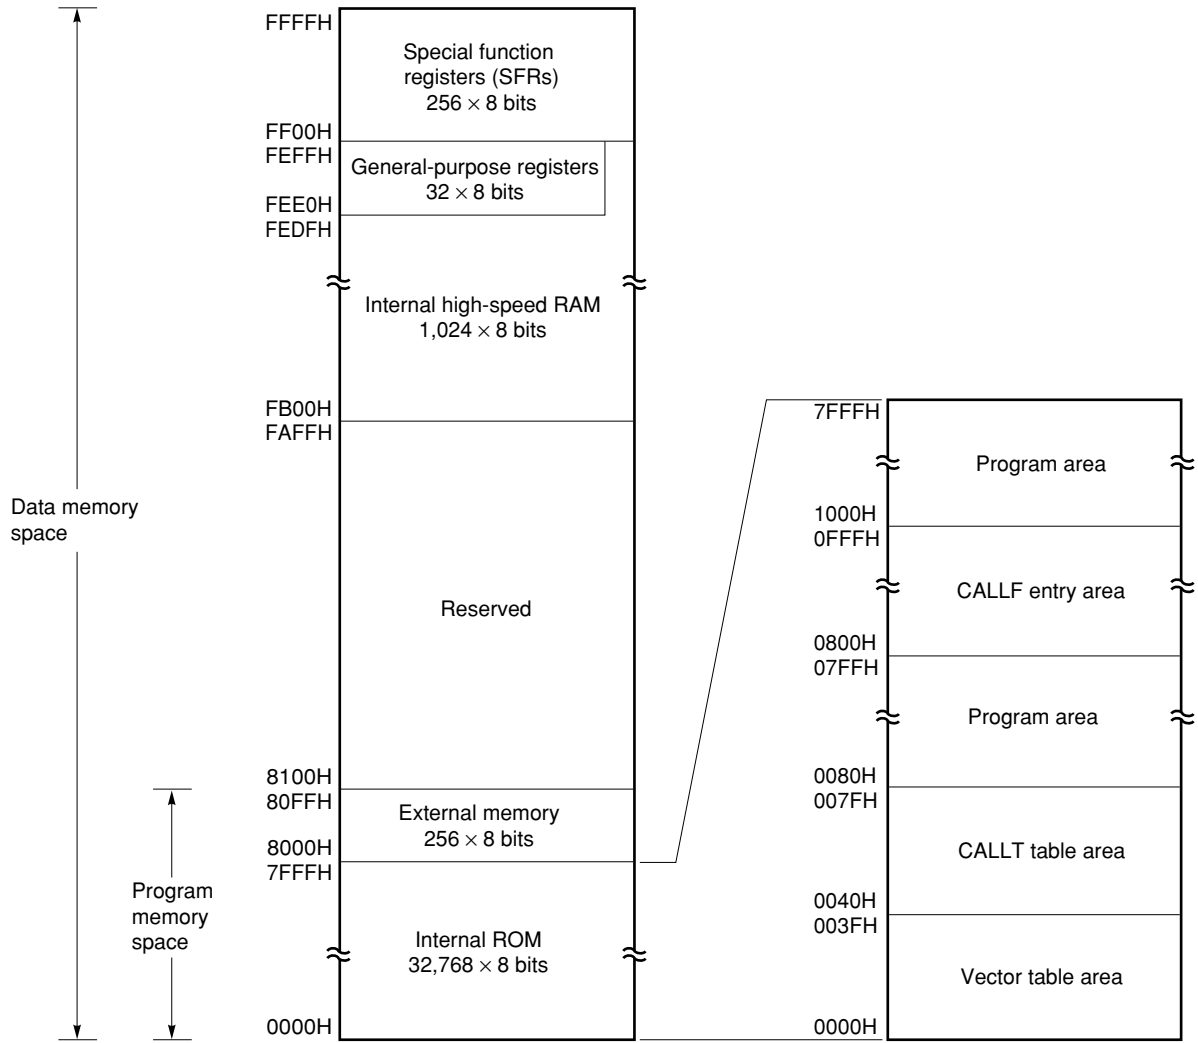 FFFFH
Special function
registers (SFRs)
256 × 8 bits
FF00H
FEFFH
General-purpose registers
32 × 8 bits
FEE0H
FEDFH
Internal high-speed RAM
1,024 × 8 bits
FB00H
FAFFH
Data memory
space
Reserved
8100H
80FFH
External memory
256 × 8 bits
8000H
7FFFH
Program
memory
space
Internal ROM
32,768 × 8 bits
0000H
7FFFH
Program area
1000H
0FFFH
CALLF entry area
0800H
07FFH
Program area
0080H
007FH
CALLT table area
0040H
003FH
Vector table area
0000H